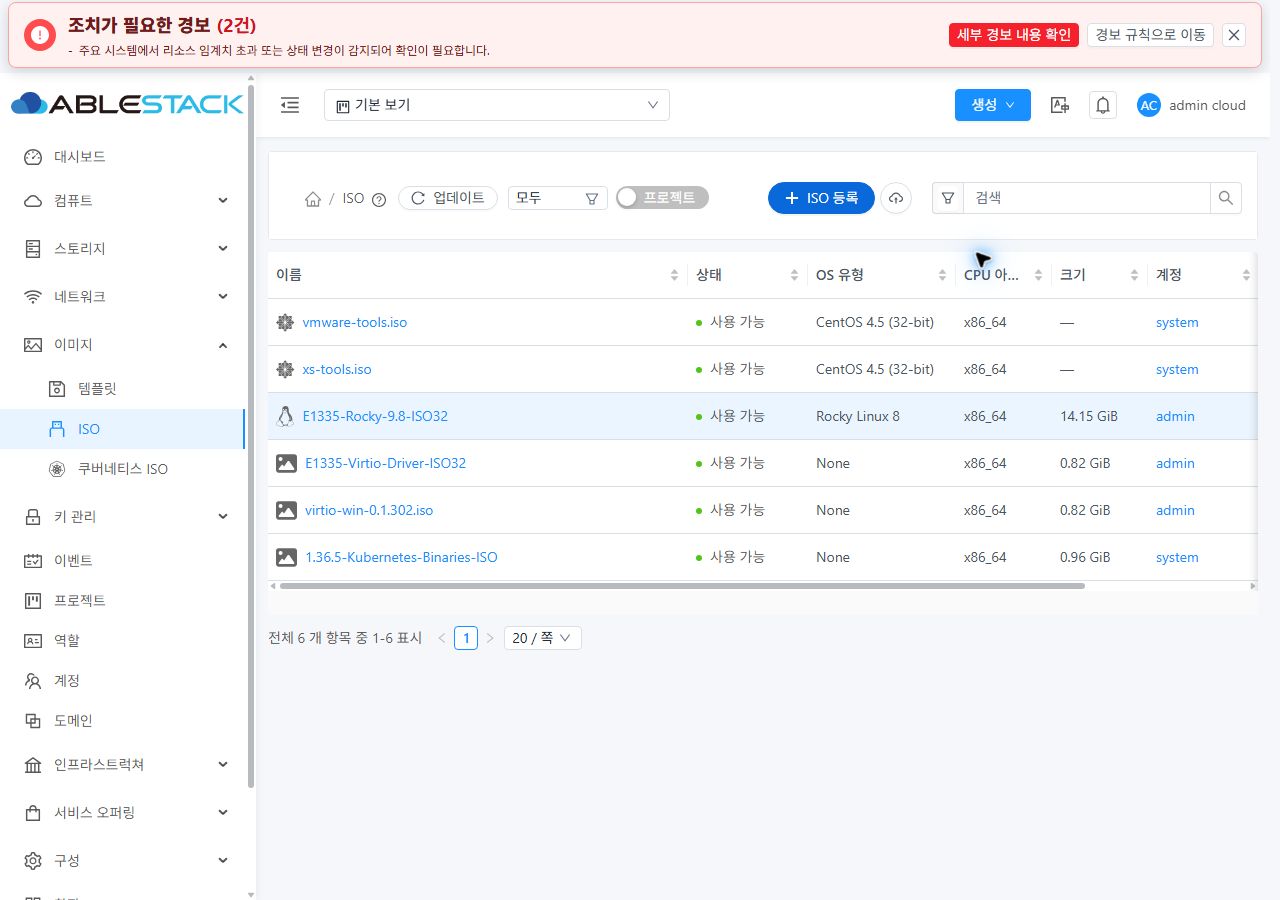 조치가 필요한 경보 (2건)
- 주요 시스템에서 리소스 임계치 초과 또는 상태 변경이 감지되어 확인이 필요합니다.
세부 경보 내용 확인
경보 규칙으로 이동
ABLESTACK
기본 보기
생성
AC
admin cloud
대시보드
컴퓨트
스토리지
네트워크
이미지
템플릿
ISO
쿠버네티스 ISO
키 관리
이벤트
프로젝트
역할
계정
도메인
인프라스트럭쳐
서비스 오퍼링
구성
/ ISO
업데이트
모두
프로젝트
ISO 등록
검색
이름 상태 OS 유형 CPU 아... 크기 계정
vmware-tools.iso 사용 가능 CentOS 4.5 (32-bit) x86_64 — system
xs-tools.iso 사용 가능 CentOS 4.5 (32-bit) x86_64 — system
E1335-Rocky-9.8-ISO32 사용 가능 Rocky Linux 8 x86_64 14.15 GiB admin
E1335-Virtio-Driver-ISO32 사용 가능 None x86_64 0.82 GiB admin
virtio-win-0.1.302.iso 사용 가능 None x86_64 0.82 GiB admin
1.36.5-Kubernetes-Binaries-ISO 사용 가능 None x86_64 0.96 GiB system
전체 6 개 항목 중 1-6 표시 1 20 / 쪽